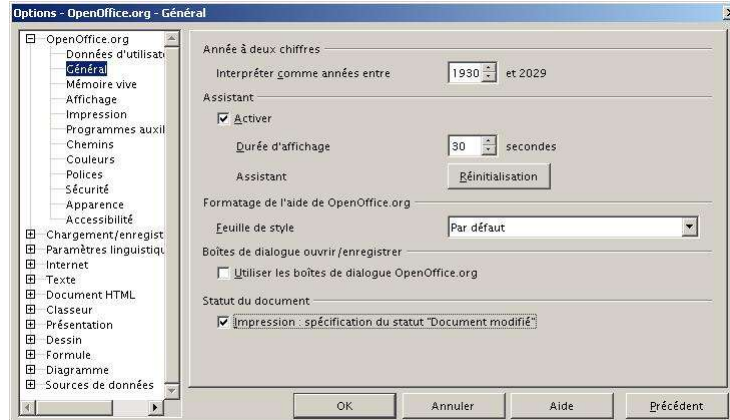 Options - OpenOffice.org - Général
OpenOffice.org
Données d'utilisate
Général
Mémoire vive
Affichage
Impression
Programmes auxil
Chemins
Couleurs
Polices
Sécurité
Apparence
Accessibilité
Chargement/enregist
Paramètres linguistiqu
Internet
Texte
Document HTML
Classeur
Présentation
Dessin
Formule
Diagramme
Sources de données
Année à deux chiffres
Interpréter comme années entre 1930 et 2029
Assistant
Activer
Durée d'affichage 30 secondes
Assistant Réinitialisation
Formatage de l'aide de OpenOffice.org
Feuille de style Par défaut
Boîtes de dialogue ouvrir/enregistrer
Utiliser les boîtes de dialogue OpenOffice.org
Statut du document
Impression : spécification du statut "Document modifié"
OK Annuler Aide Précédent